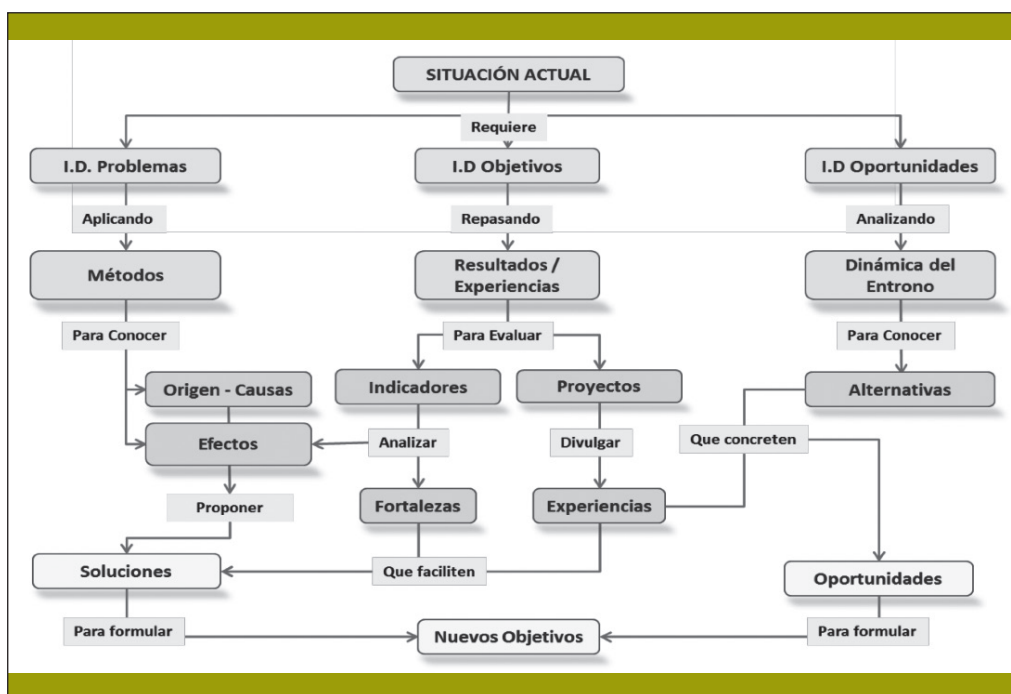 SITUACIÓN ACTUAL
Requiere
I.D. Problemas
I.D Objetivos
I.D Oportunidades
Aplicando
Repasando
Analizando
Métodos
Resultados /
Experiencias
Dinámica del
Entrono
Para Conocer
Para Evaluar
Para Conocer
Origen - Causas
Indicadores
Proyectos
Alternativas
Efectos
Analizar
Divulgar
Que concreten
Proponer
Fortalezas
Experiencias
Soluciones
Que faciliten
Oportunidades
Para formular
Nuevos Objetivos
Para formular